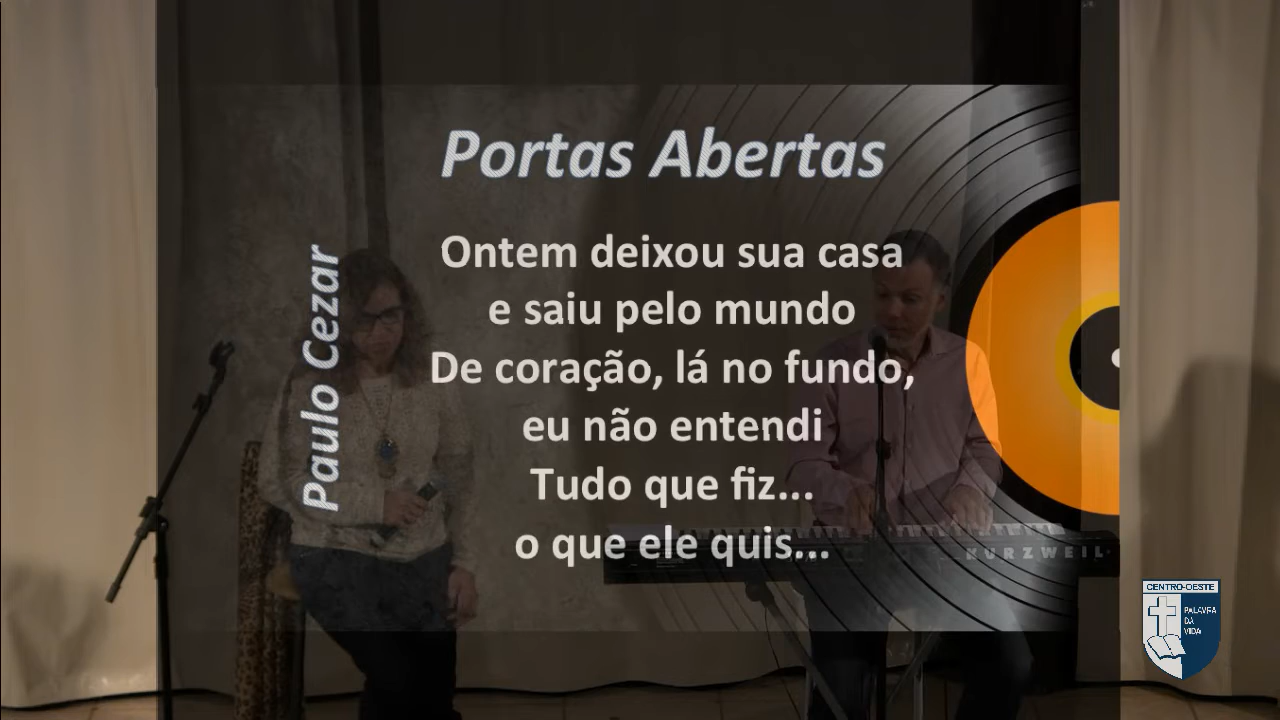 Portas Abertas
Paulo Cezar
Ontem deixou sua casa
e saiu pelo mundo
De coração, lá no fundo,
eu não entendi
Tudo que fiz...
o que ele quis...
KURZWEIL
CENTRO-OESTE
PALAVRA
DA
VIDA